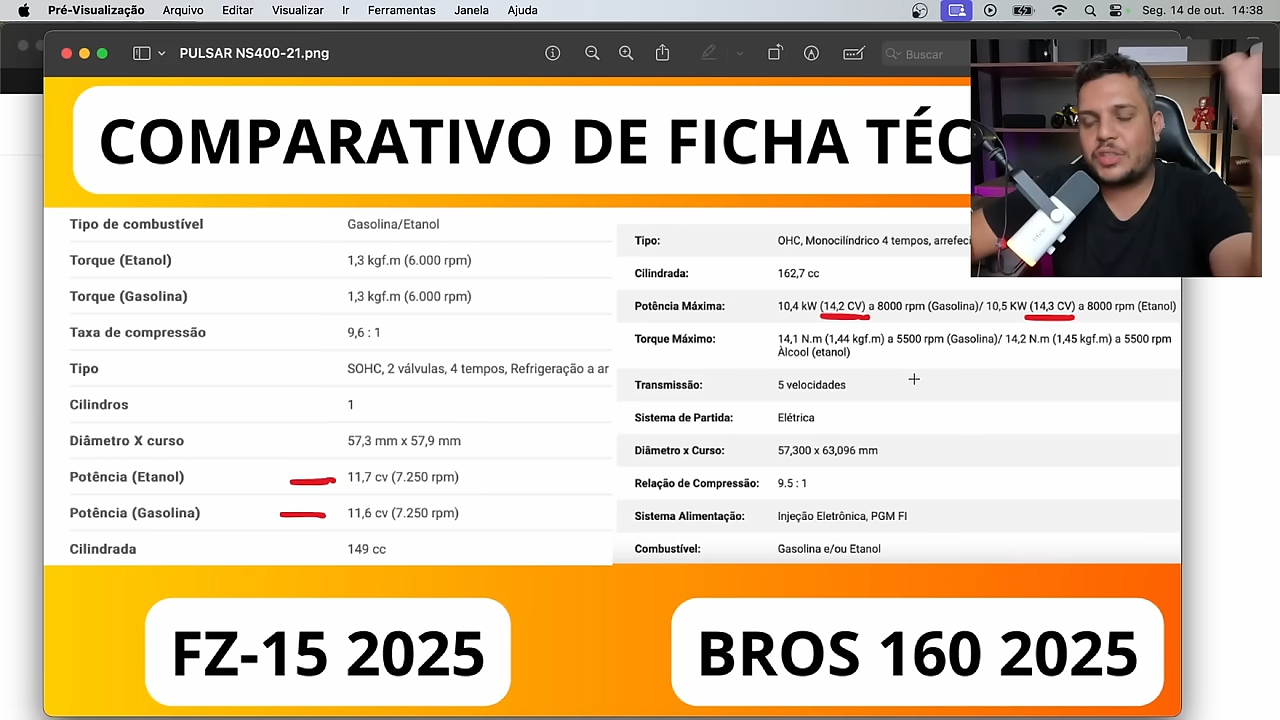 Pré-Visualização Arquivo Editar Visualizar Ir Ferramentas Janela Ajuda Seg. 14 de out. 14:38
PULSAR NS400-21.png Buscar
COMPARATIVO DE FICHA TÉC
Tipo de combustível Gasolina/Etanol
Torque (Etanol) 1,3 kgf.m (6.000 rpm)
Torque (Gasolina) 1,3 kgf.m (6.000 rpm)
Taxa de compressão 9,6 : 1
Tipo SOHC, 2 válvulas, 4 tempos, Refrigeração a ar
Cilindros 1
Diâmetro X curso 57,3 mm x 57,9 mm
Potência (Etanol) 11,7 cv (7.250 rpm)
Potência (Gasolina) 11,6 cv (7.250 rpm)
Cilindrada 149 cc
Tipo: OHC, Monocilíndrico 4 tempos, arrefeci
Cilindrada: 162,7 cc
Potência Máxima: 10,4 kW (14,2 CV) a 8000 rpm (Gasolina)/ 10,5 KW (14,3 CV) a 8000 rpm (Etanol)
Torque Máximo: 14,1 N.m (1,44 kgf.m) a 5500 rpm (Gasolina)/ 14,2 N.m (1,45 kgf.m) a 5500 rpm
Àlcool (etanol)
Transmissão: 5 velocidades
Sistema de Partida: Elétrica
Diâmetro x Curso: 57,300 x 63,096 mm
Relação de Compressão: 9.5 : 1
Sistema Alimentação: Injeção Eletrônica, PGM FI
Combustível: Gasolina e/ou Etanol
FZ-15 2025
BROS 160 2025